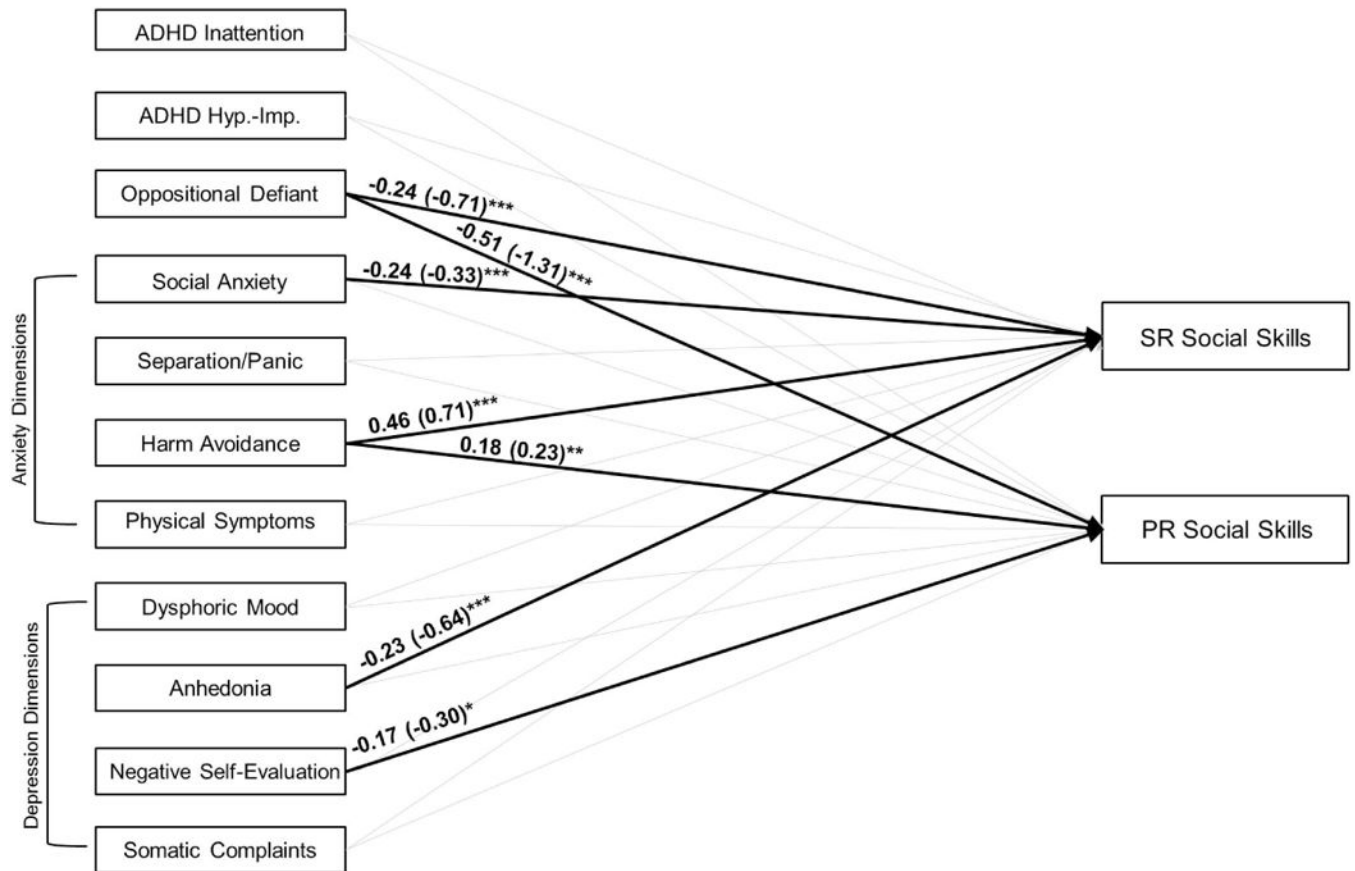 ADHD Inattention
ADHD Hyp.-Imp.
Oppositional Defiant
-0.24 (-0.71)***
-0.51 (-1.31)***
Social Anxiety
-0.24 (-0.33)***
Separation/Panic
Harm Avoidance
0.46 (0.71)***
0.18 (0.23)**
Physical Symptoms
Anxiety Dimensions
Dysphoric Mood
Anhedonia
-0.23 (-0.64)***
Negative Self-Evaluation
-0.17 (-0.30)*
Somatic Complaints
Depression Dimensions
SR Social Skills
PR Social Skills